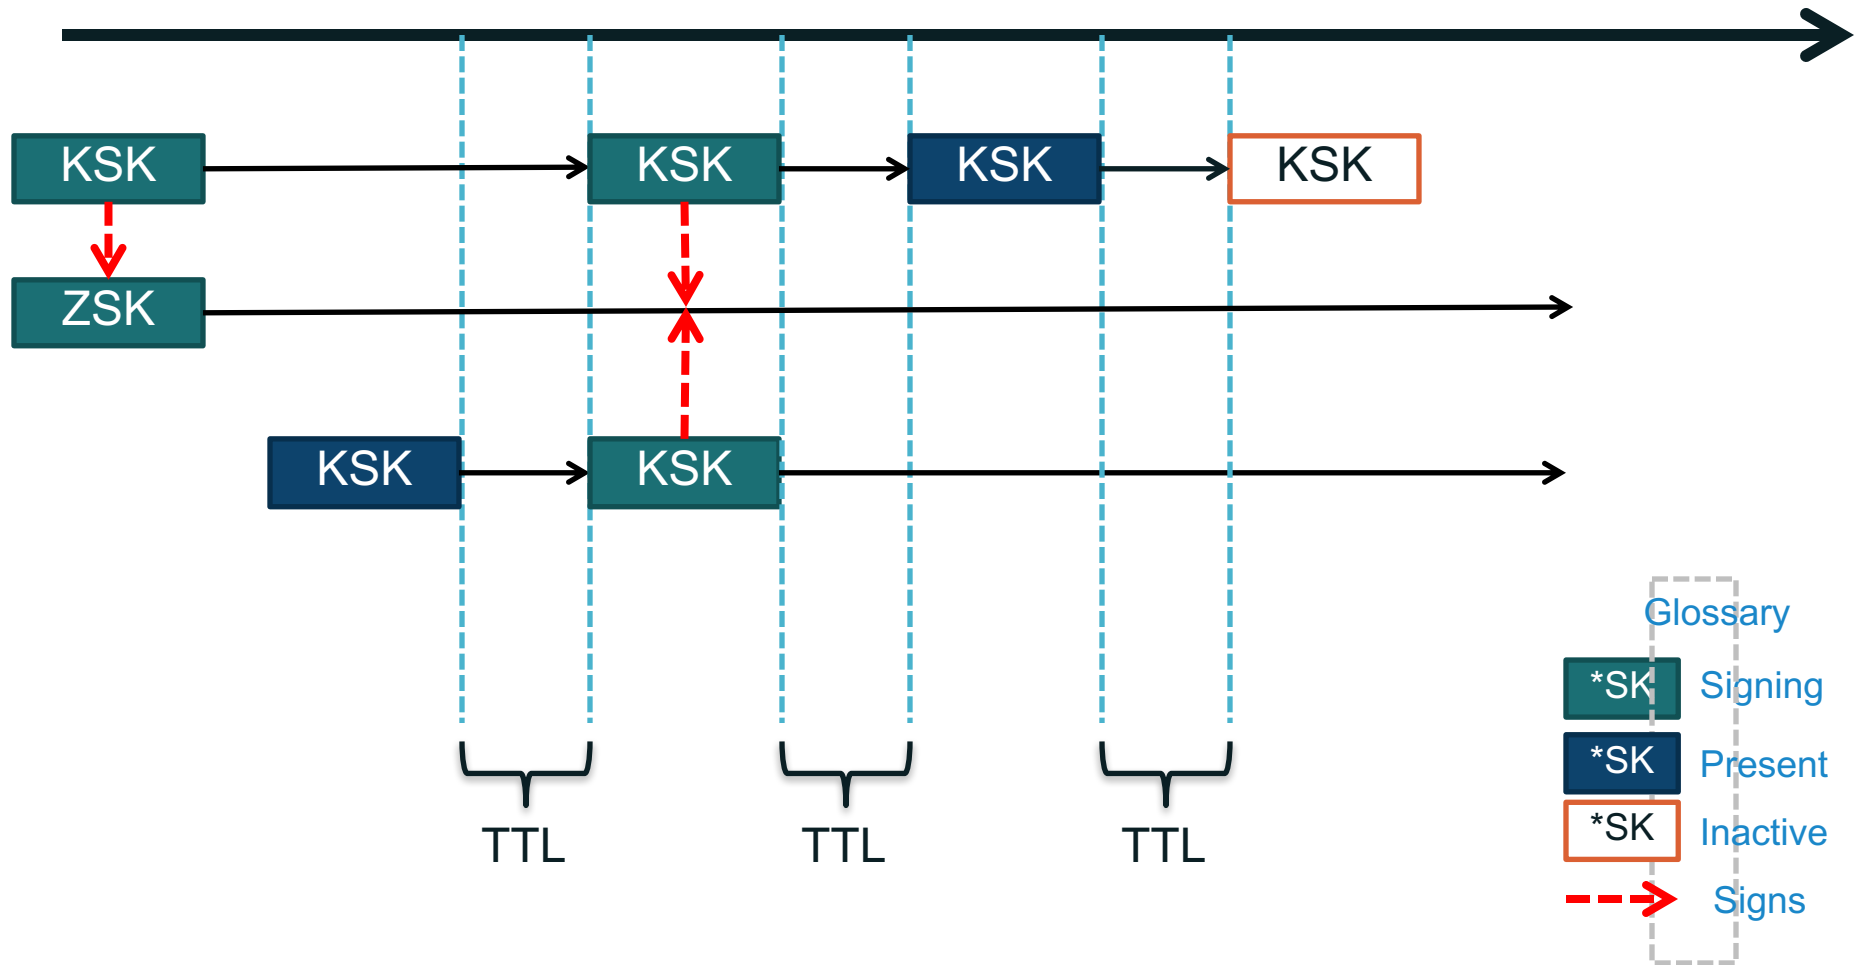 KSK
KSK
KSK
KSK
ZSK
KSK
KSK
TTL
TTL
TTL
Glossary
*SK Signing
*SK Present
*SK Inactive
Signs